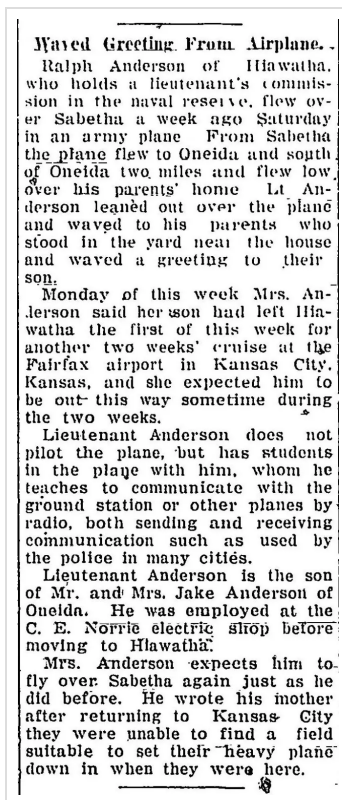 Waved Greeting From Airplane.
Ralph Anderson of Hiawatha,
who holds a lieutenant's commis-
sion in the naval reserve, flew ov-
er Sabetha a week ago Saturday
in an army plane From Sabetha
the plane flew to Oneida and south
of Oneida two miles and flew low
over his parents' home Lt An-
derson leaned out over the plane
and waved to his parents who
stood in the yard near the house
and waved a greeting to their
son.
Monday of this week Mrs. An-
derson said her son had left Hia-
watha the first of this week for
another two weeks' cruise at the
Fairfax airport in Kansas City,
Kansas, and she expected him to
be out this way sometime during
the two weeks.
Lieutenant Anderson does not
pilot the plane, but has students
in the plane with him, whom he
teaches to communicate with the
ground station or other planes by
radio, both sending and receiving
communication such as used by
the police in many cities.
Lieutenant Anderson is the son
of Mr. and Mrs. Jake Anderson of
Oneida. He was employed at the
C. E. Norrie electric shop before
moving to Hiawatha.
Mrs. Anderson expects him to
fly over Sabetha again just as he
did before. He wrote his mother
after returning to Kansas City
they were unable to find a field
suitable to set their heavy plane
down in when they were here.